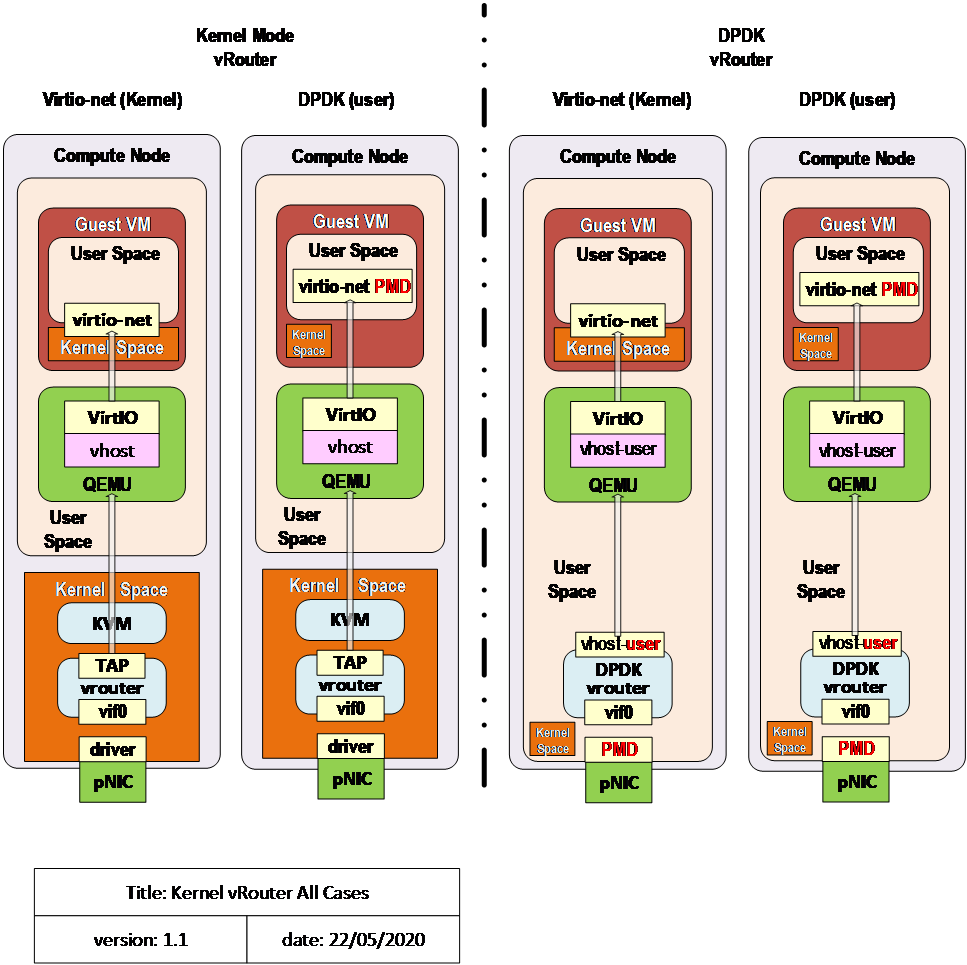 Kernel Mode
vRouter
DPDK
vRouter
Virtio-net (Kernel)
DPDK (user)
Virtio-net (Kernel)
DPDK (user)
Compute Node
Guest VM
User Space
virtio-net
Kernel Space
VirtIO
vhost
QEMU
User
Space
Kernel Space
KVM
TAP
vrouter
vif0
driver
pNIC
Compute Node
Guest VM
User Space
virtio-net PMD
Kernel
Space
VirtIO
vhost
QEMU
User
Space
Kernel Space
KVM
TAP
vrouter
vif0
driver
pNIC
Compute Node
Guest VM
User Space
virtio-net
Kernel Space
VirtIO
vhost-user
QEMU
User
Space
vhost-user
DPDK
vrouter
vif0
Kernel
Space
PMD
pNIC
Compute Node
Guest VM
User Space
virtio-net PMD
Kernel
Space
VirtIO
vhost-user
QEMU
User
Space
vhost-user
DPDK
vrouter
vif0
Kernel
Space
PMD
pNIC
Title: Kernel vRouter All Cases
version: 1.1
date: 22/05/2020